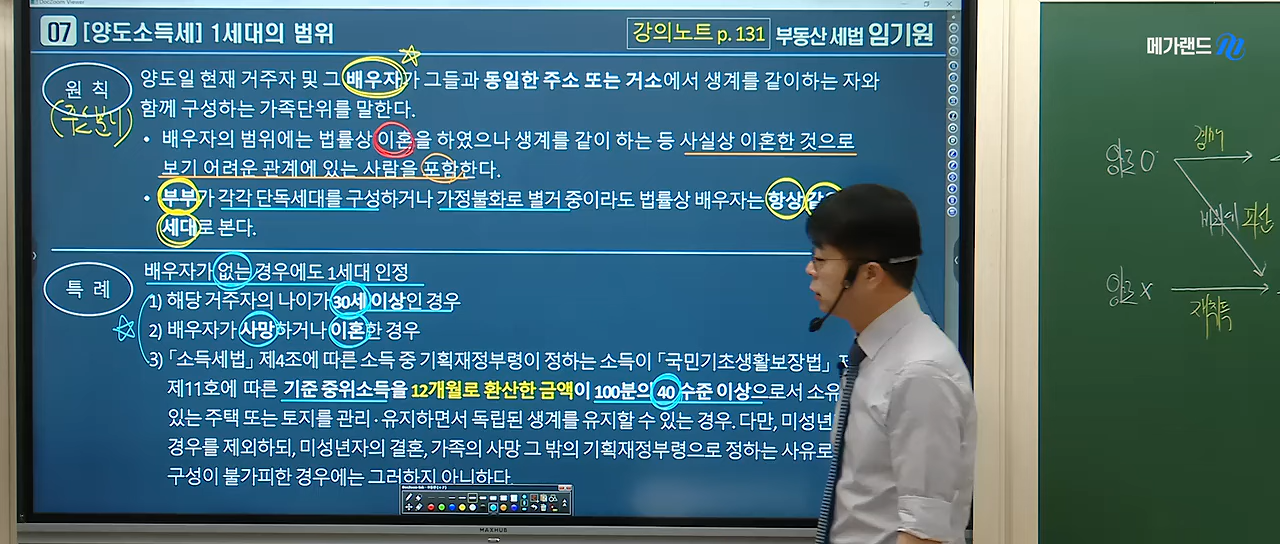 DocZoom Viewer
07 [양도소득세] 1세대의 범위
강의노트 p. 131 부동산 세법 임기원
메가랜드
원 칙
양도일 현재 거주자 및 그 배우자가 그들과 동일한 주소 또는 거소에서 생계를 같이하는 자와
함께 구성하는 가족단위를 말한다.
• 배우자의 범위에는 법률상 이혼을 하였으나 생계를 같이 하는 등 사실상 이혼한 것으로
보기 어려운 관계에 있는 사람을 포함한다.
• 부부가 각각 단독세대를 구성하거나 가정불화로 별거 중이라도 법률상 배우자는 항상
세대로 본다.
특 례
배우자가 없는 경우에도 1세대 인정
1) 해당 거주자의 나이가 30세 이상인 경우
2) 배우자가 사망하거나 이혼한 경우
3) 「소득세법」 제4조에 따른 소득 중 기획재정부령이 정하는 소득이 「국민기초생활보장법」
제11호에 따른 기준 중위소득을 12개월로 환산한 금액이 100분의 40 수준 이상으로서
있는 주택 또는 토지를 관리·유지하면서 독립된 생계를 유지할 수 있는 경우. 다만,
경우를 제외하되, 미성년자의 결혼, 가족의 사망 그 밖의 기획재정부령으로 정하는
구성이 불가피한 경우에는 그러하지 아니하다.
MAXHUB